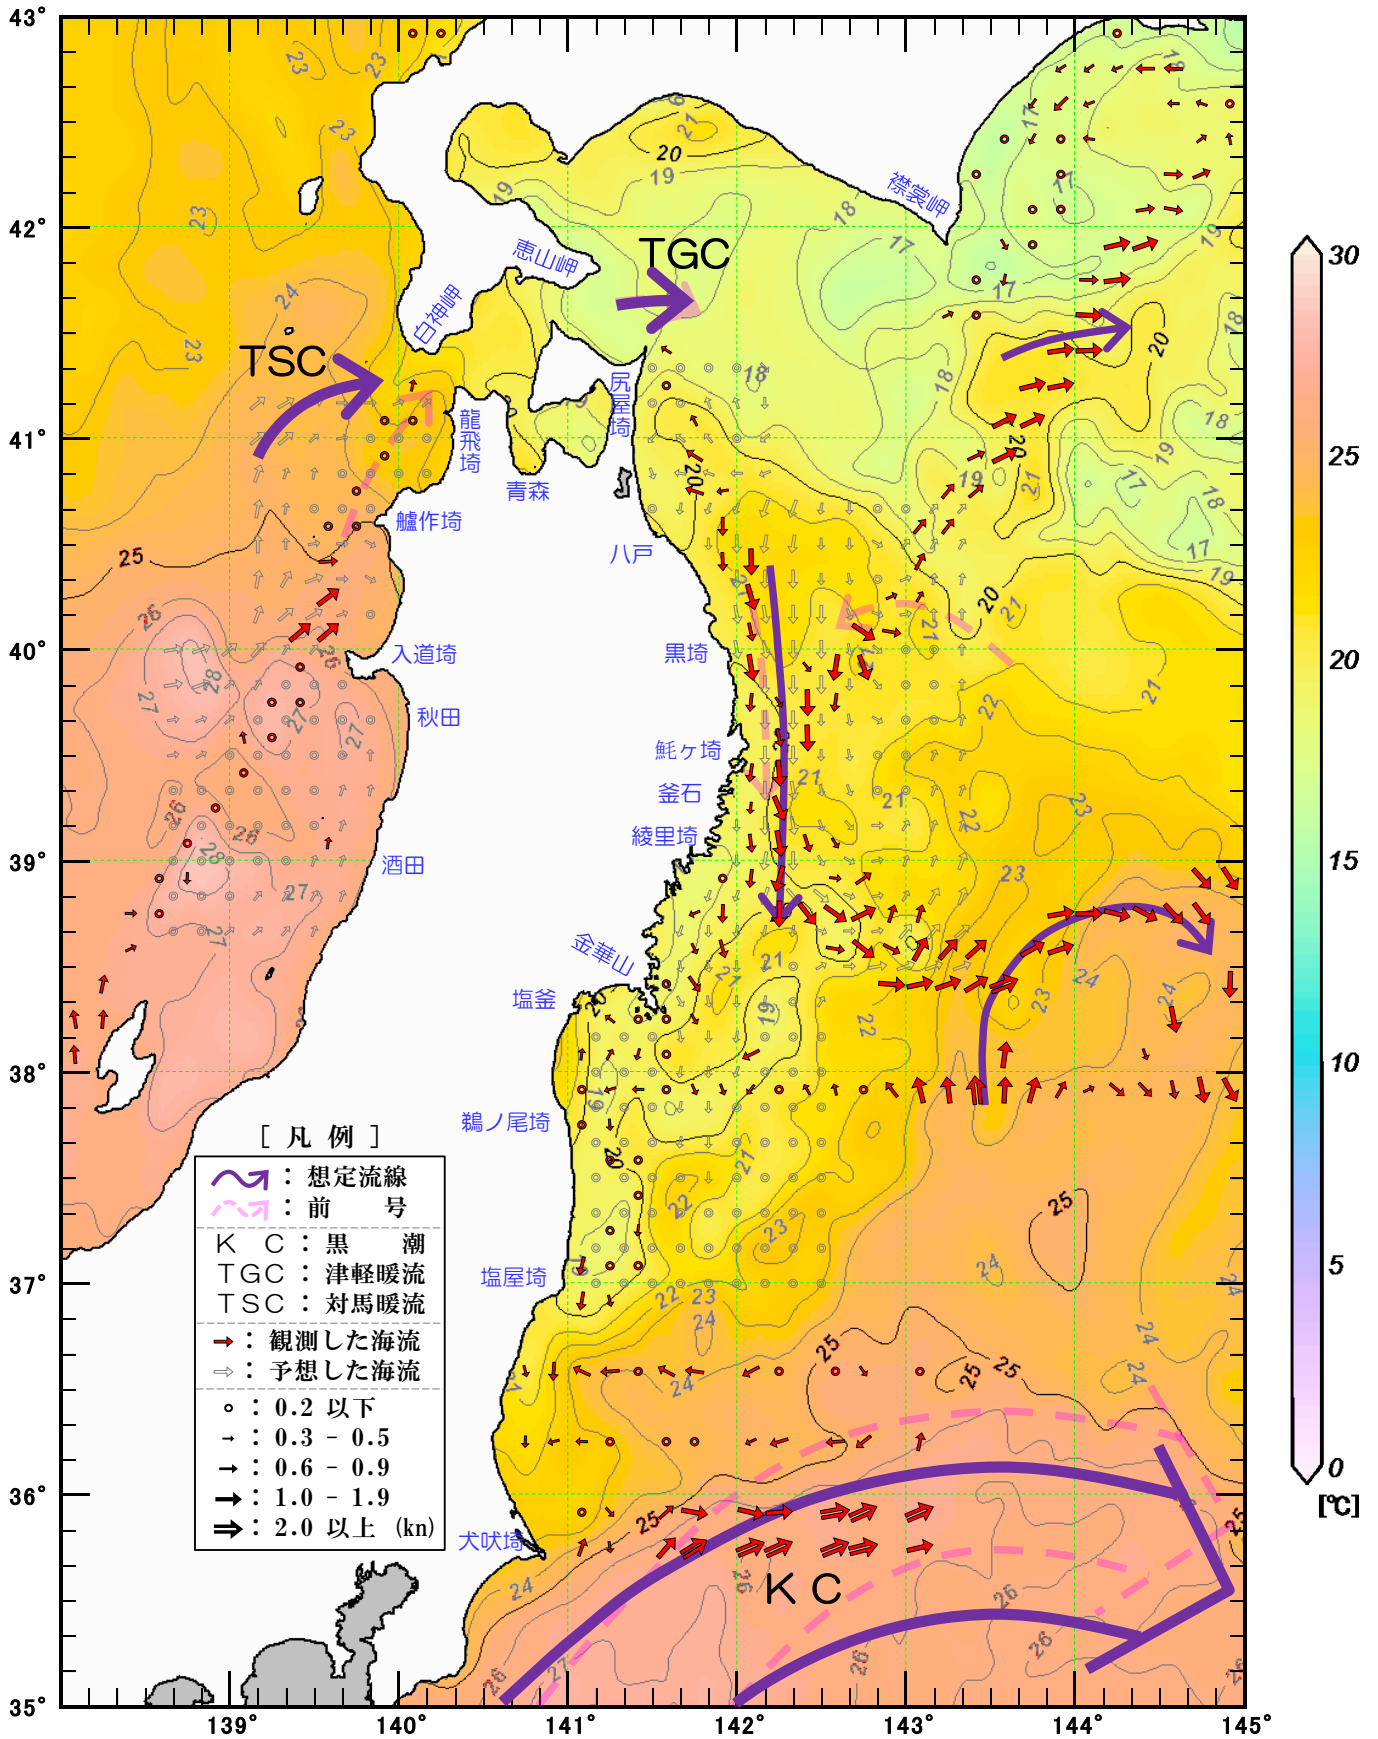 43°
42°
41°
40°
39°
38°
37°
36°
35°
139°
140°
141°
142°
143°
144°
145°
襟裳岬
恵山岬
TGC
白神岬
TSC
尻屋埼
龍飛埼
青森
艫作埼
八戸
入道埼
黒埼
秋田
魹ヶ埼
釜石
綾里埼
酒田
金華山
塩釜
鵜ノ尾埼
塩屋埼
犬吠埼
KC
[ 凡 例 ]
: 想定流線
: 前 号
K C : 黒 潮
TGC : 津軽暖流
TSC : 対馬暖流
: 観測した海流
: 予想した海流
: 0.2 以下
: 0.3 - 0.5
: 0.6 - 0.9
: 1.0 - 1.9
: 2.0 以上 (kn)
30
25
20
15
10
5
0
[℃]